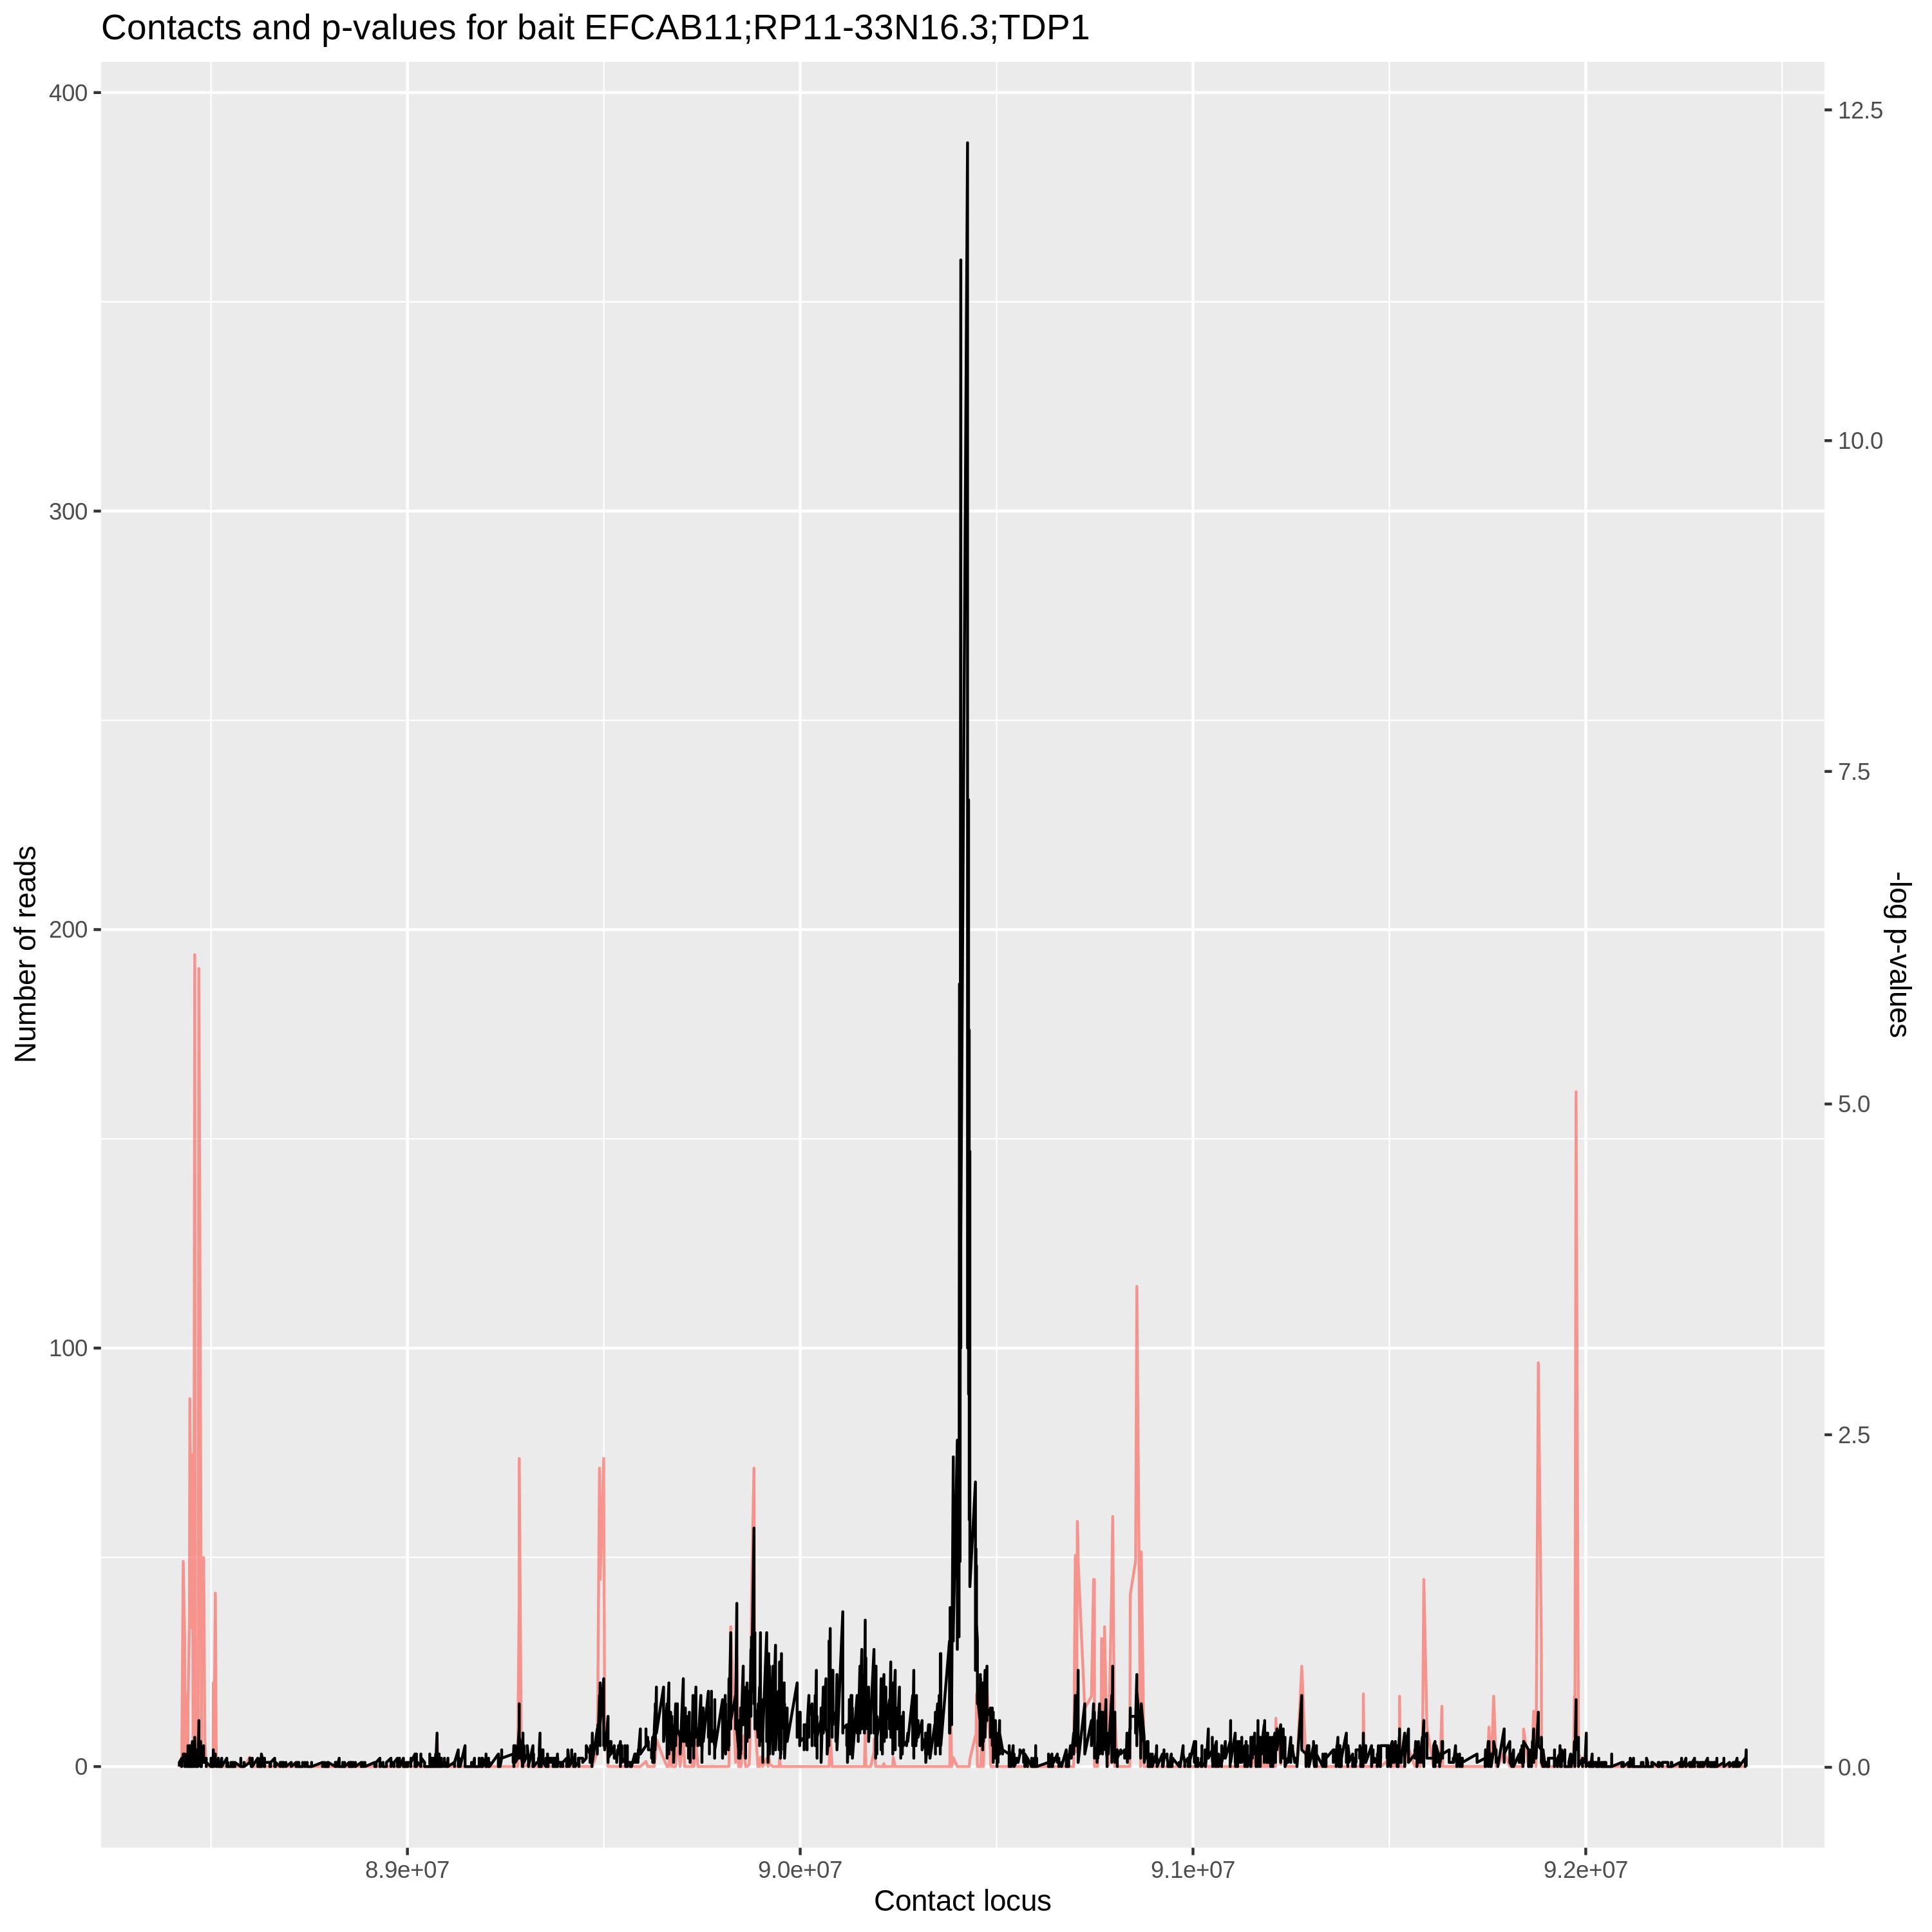 Contacts and p-values for bait EFCAB11;RP11-33N16.3;TDP1
400
300
200
100
0
Number of reads
12.5
10.0
7.5
5.0
2.5
0.0
-log p-values
8.9e+07
9.0e+07
9.1e+07
9.2e+07
Contact locus